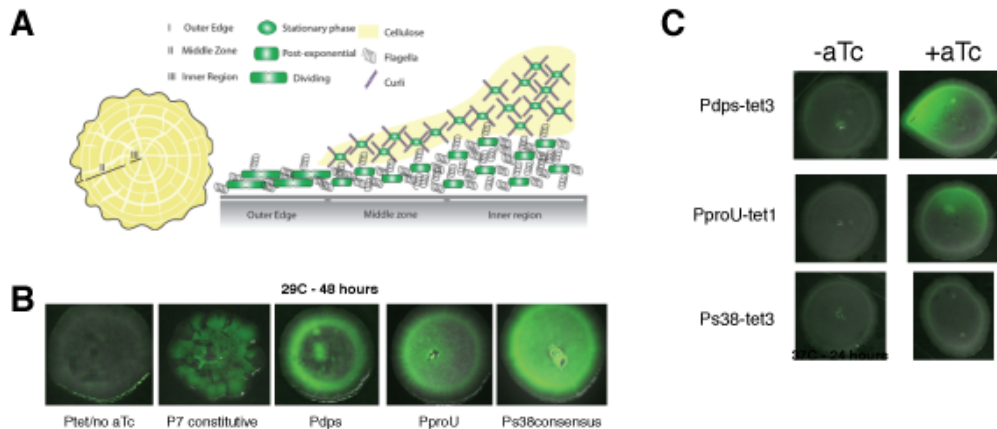 A
I Outer Edge
II Middle Zone
III Inner Region
Stationary phase
Post-exponential
Dividing
Cellulose
Flagella
Curli
III
II
I
Outer Edge
Middle zone
Inner region
B
29C - 48 hours
Ptet/no aTc
P7 constitutive
Pdps
PproU
Ps38consensus
C
-aTc
+aTc
Pdps-tet3
PproU-tet1
Ps38-tet3
37C - 24 hours